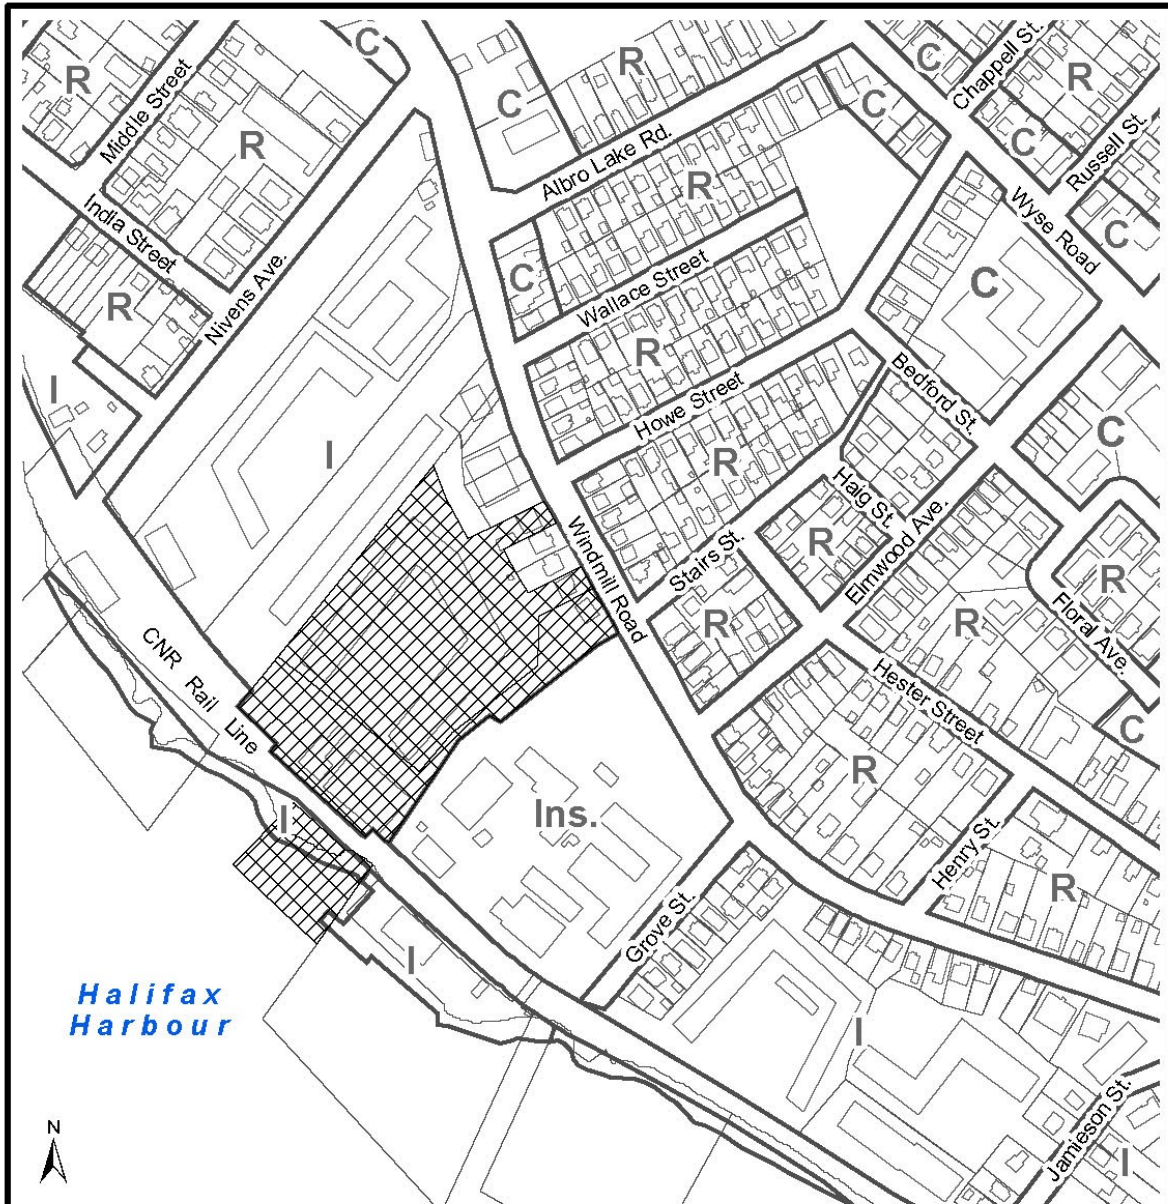 C
Chappell St.
R
R
C
R
Middle Street
C
C
R
Albro Lake Rd.
C
Russell St.
R
India Street
Wyse Road
C
R
Nivens Ave.
C
Wallace Street
C
R
I
Howe Street
Bedford St.
C
I
R
Haig St.
R
Windmill Road
Stairs St.
Elmwood Ave.
R
R
R
Floral Ave.
CNR Rail Line
Hester Street
C
R
I
Ins.
Henry St.
R
Grove St.
I
Halifax
Harbour
I
Jamieson St.
I
N